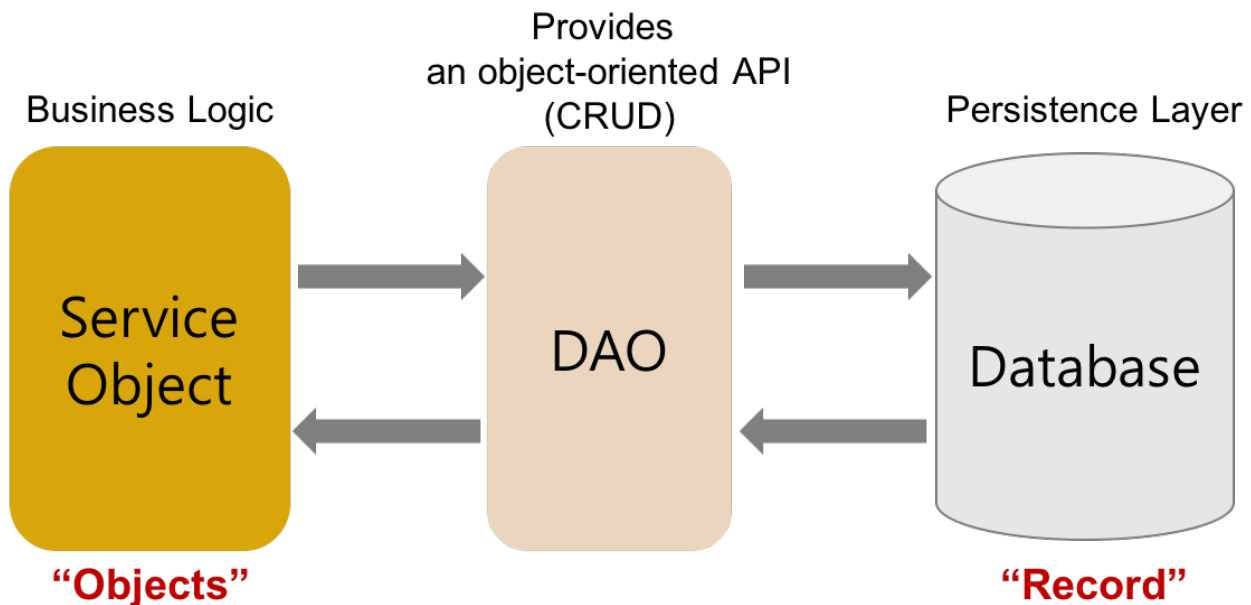 Provides
an object-oriented API
(CRUD)
Business Logic
Persistence Layer
Service
Object
DAO
Database
“Objects”
“Record”